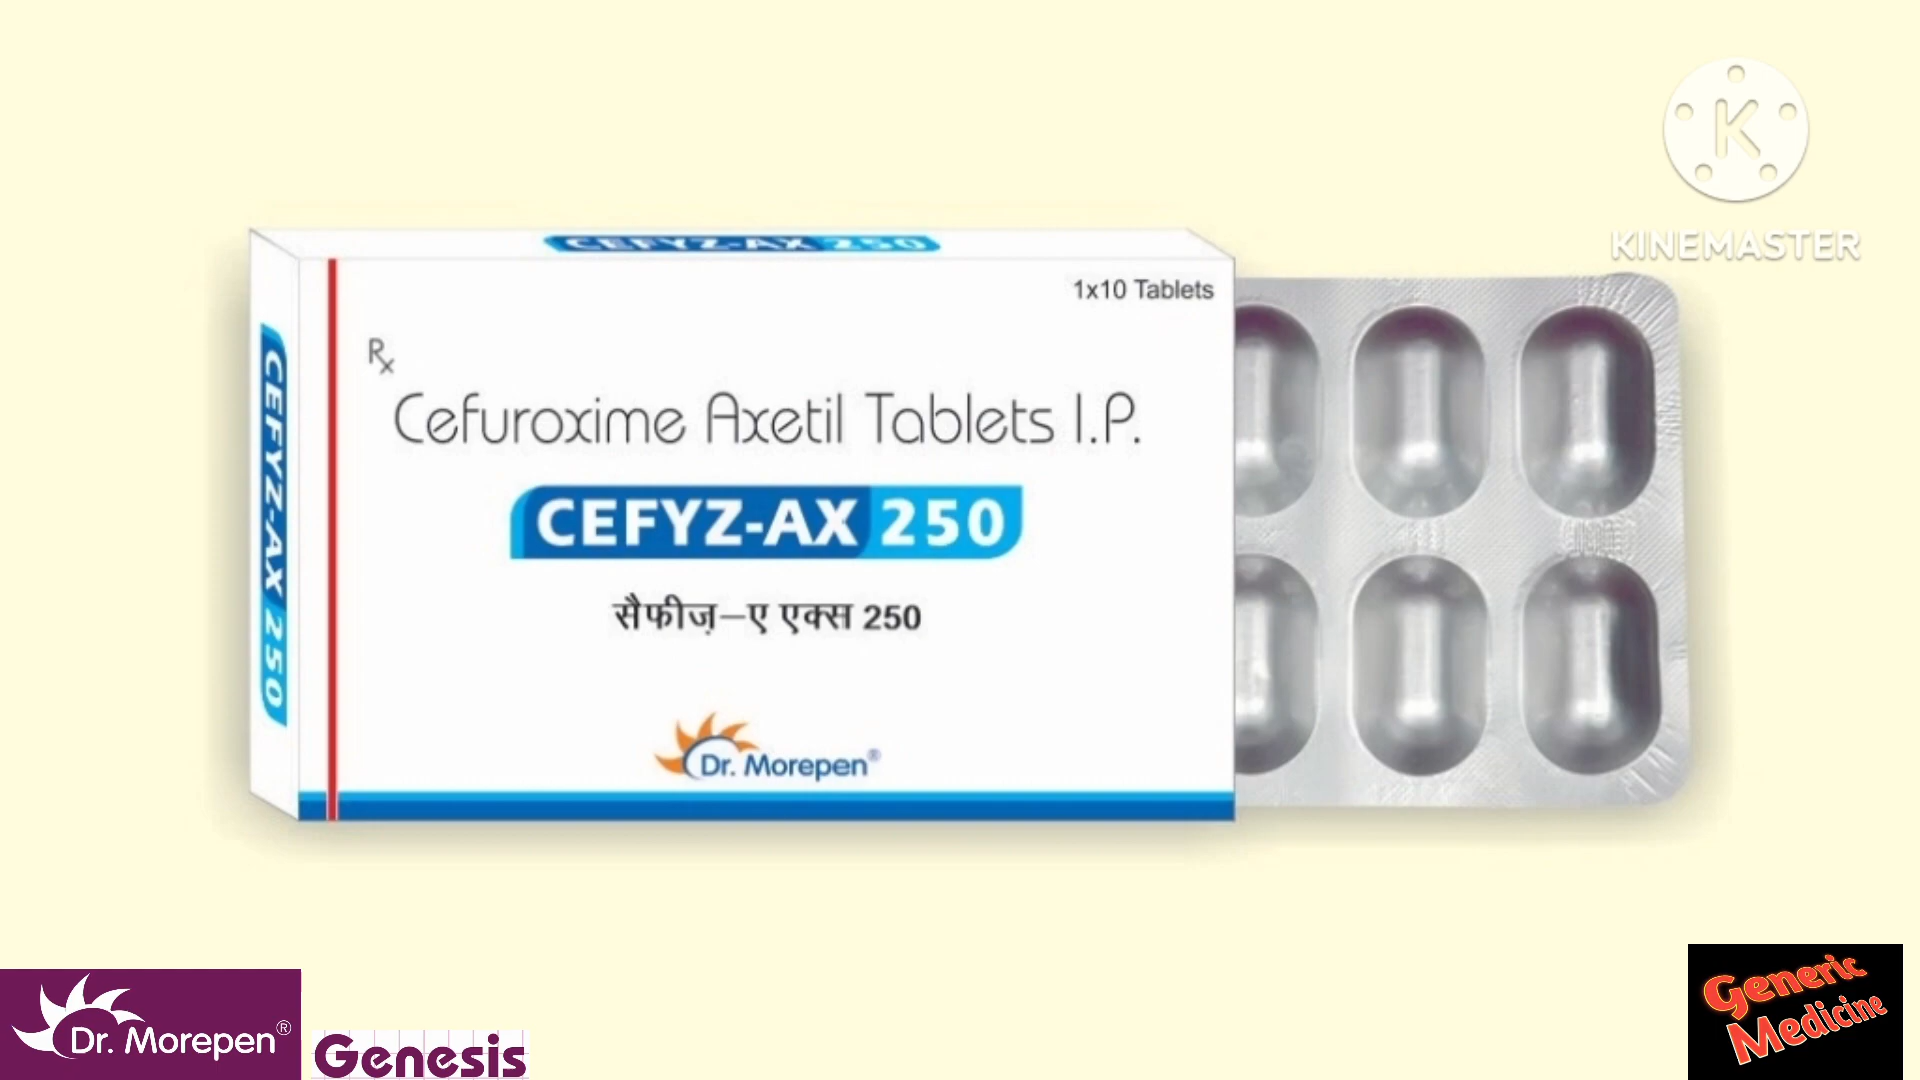 KINEMASTER
CEFYZ-AX 250
1x10 Tablets
Rx
Cefuroxime Axetil Tablets I.P.
CEFYZ-AX 250
CEFYZ-AX 250
सैफीज़–ए एक्स 250
Dr. Morepen®
Dr. Morepen®
Genesis
Generic
Medicine